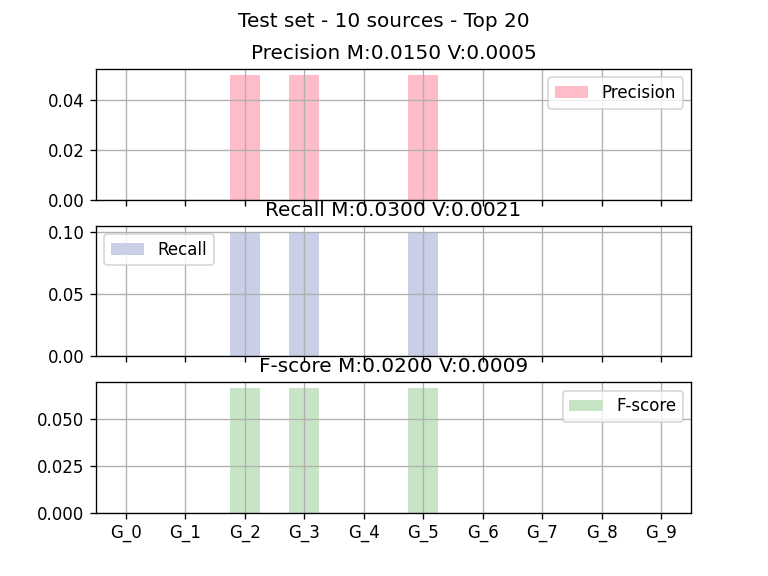 Test set - 10 sources - Top 20
Precision M:0.0150 V:0.0005
0.04
0.02
0.00
Precision
Recall M:0.0300 V:0.0021
0.10
0.05
0.00
Recall
F-score M:0.0200 V:0.0009
0.050
0.025
0.000
F-score
G_0 G_1 G_2 G_3 G_4 G_5 G_6 G_7 G_8 G_9